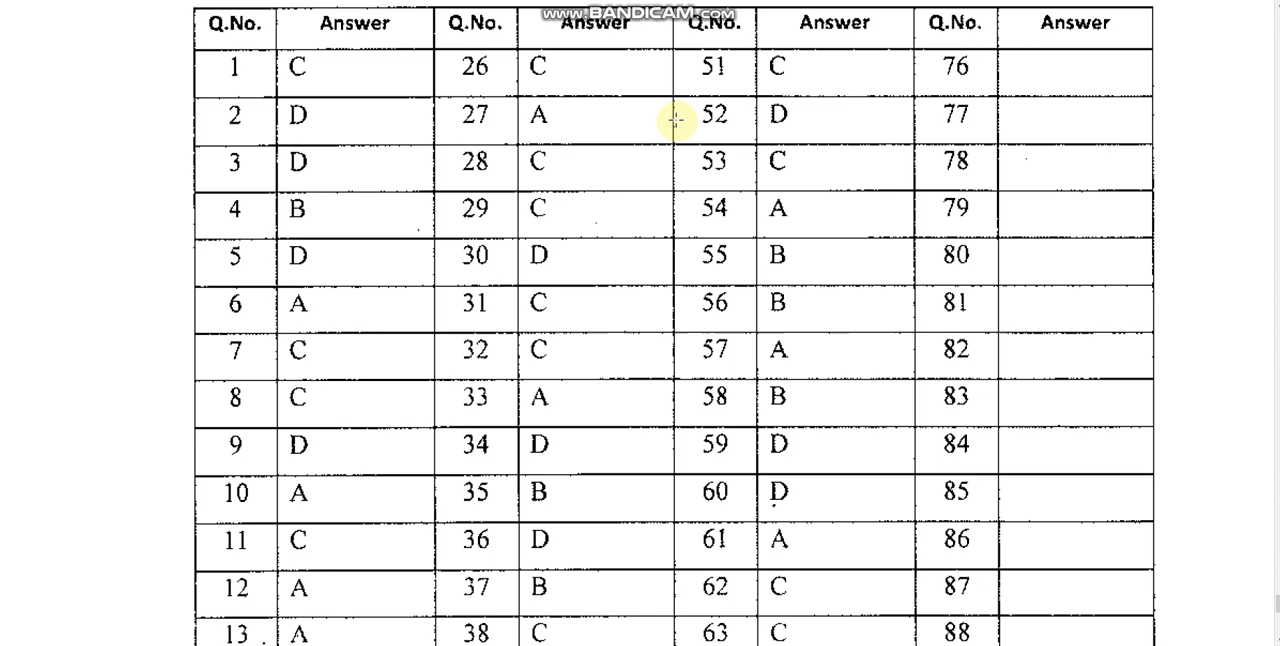 www.BANDICAM.com
Q.No. Answer Q.No. Answer Q.No. Answer Q.No. Answer
1 C 26 C 51 C 76
2 D 27 A 52 D 77
3 D 28 C 53 C 78
4 B 29 C 54 A 79
5 D 30 D 55 B 80
6 A 31 C 56 B 81
7 C 32 C 57 A 82
8 C 33 A 58 B 83
9 D 34 D 59 D 84
10 A 35 B 60 D 85
11 C 36 D 61 A 86
12 A 37 B 62 C 87
13 A 38 C 63 C 88